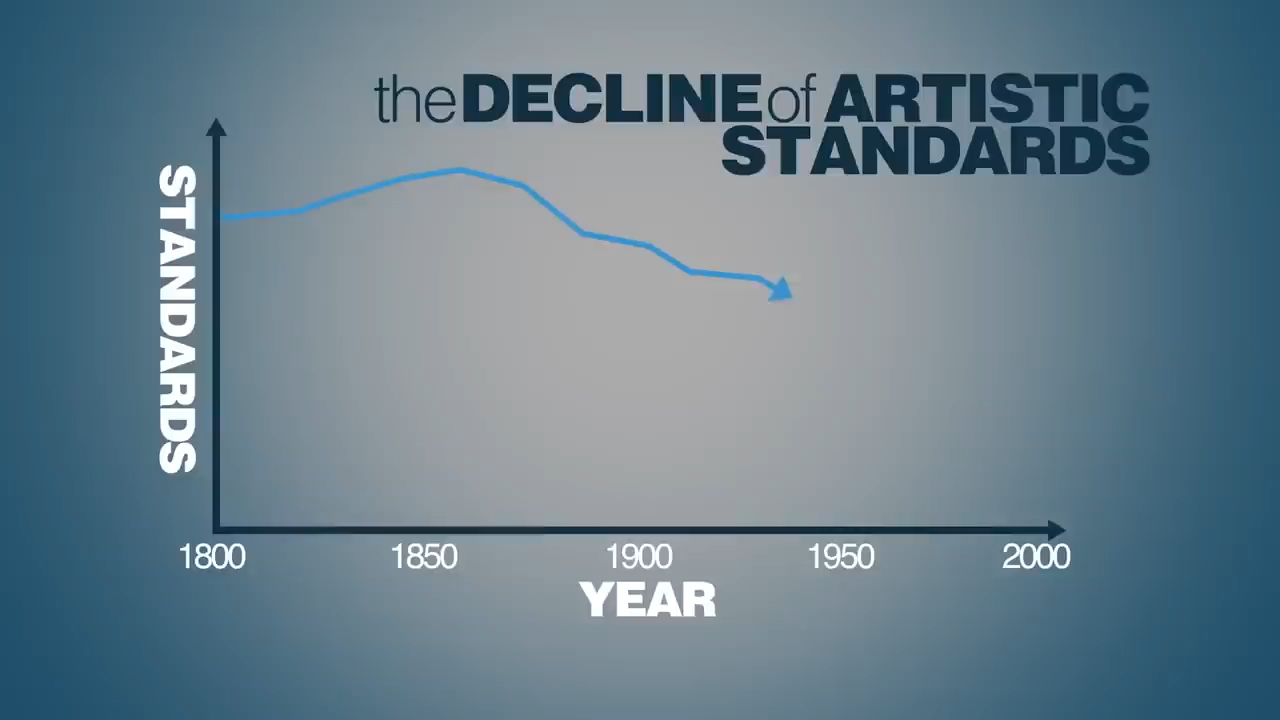 the DECLINE of ARTISTIC
STANDARDS
STANDARDS
1800 1850 1900 1950 2000
YEAR